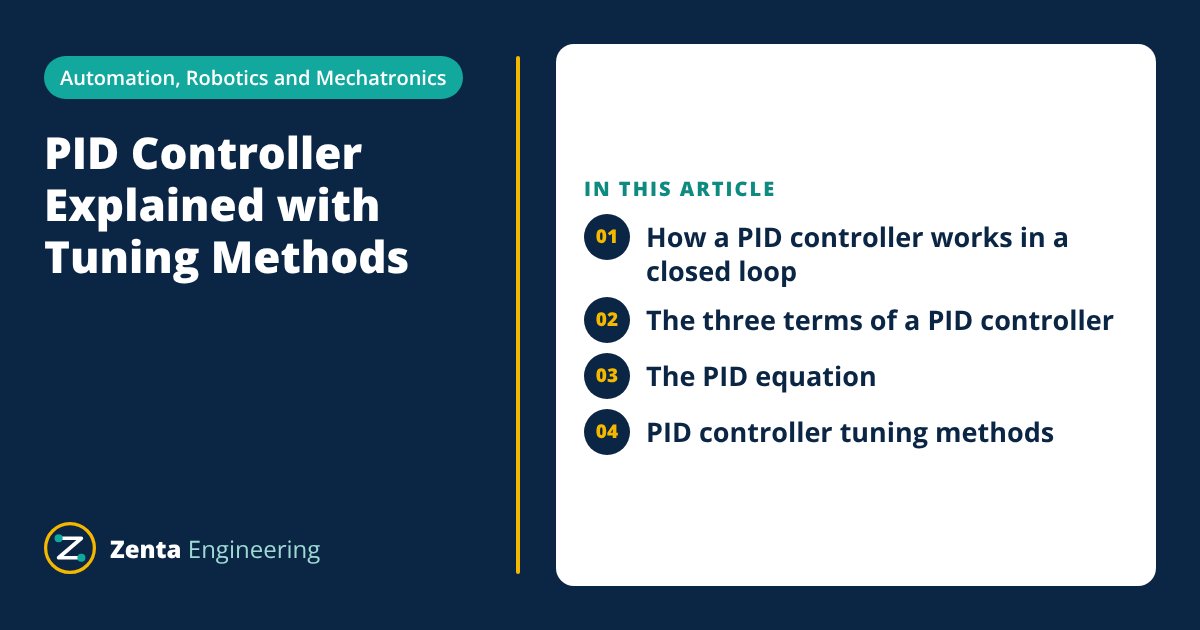 Automation, Robotics and Mechatronics
PID Controller
Explained with
Tuning Methods
Zenta Engineering
IN THIS ARTICLE
01 How a PID controller works in a
closed loop
02 The three terms of a PID controller
03 The PID equation
04 PID controller tuning methods